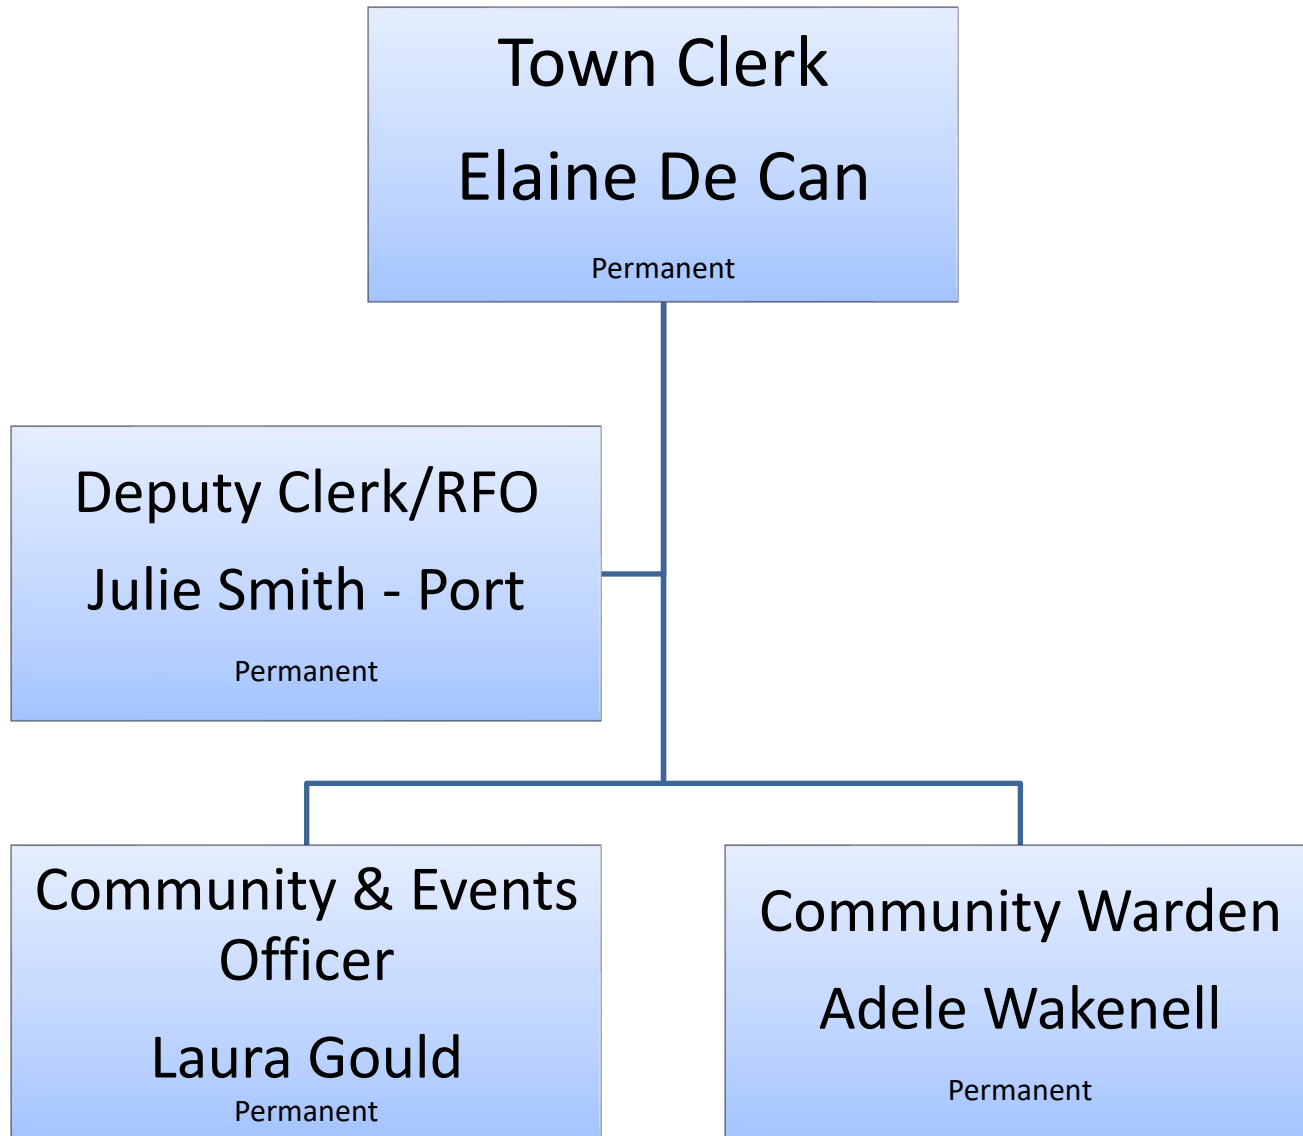 Town Clerk
Elaine De Can
Permanent
Deputy Clerk/RFO
Julie Smith - Port
Permanent
Community & Events
Officer
Laura Gould
Permanent
Community Warden
Adele Wakenell
Permanent